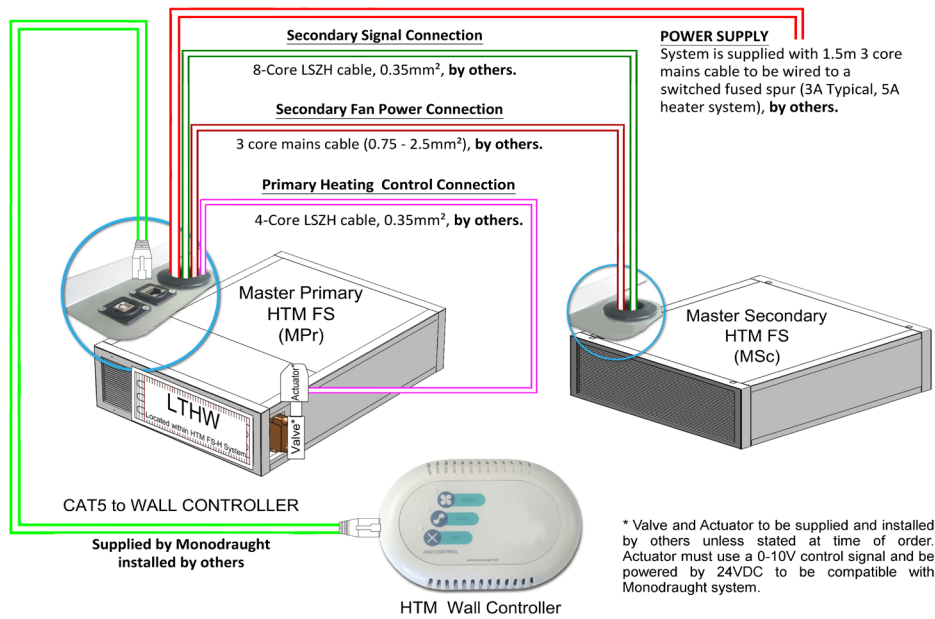 Secondary Signal Connection
8-Core LSZH cable, 0.35mm², by others.
Secondary Fan Power Connection
3 core mains cable (0.75 - 2.5mm²), by others.
Primary Heating Control Connection
4-Core LSZH cable, 0.35mm², by others.
POWER SUPPLY
System is supplied with 1.5m 3 core
mains cable to be wired to a
switched fused spur (3A Typical, 5A
heater system), by others.
Master Primary
HTM FS
(MPr)
Master Secondary
HTM FS
(MSc)
Actuator*
Valve*
LTHW
Located within HTM FS-H System
CAT5 to WALL CONTROLLER
Supplied by Monodraught
installed by others
FAN CONTROL
HTM Wall Controller
* Valve and Actuator to be supplied and installed
by others unless stated at time of order.
Actuator must use a 0-10V control signal and be
powered by 24VDC to be compatible with
Monodraught system.